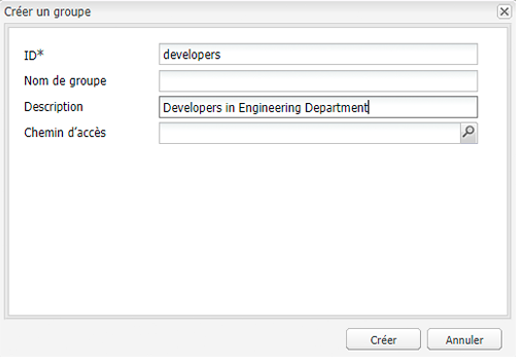 Créer un groupe
ID* developers
Nom de groupe
Description Developers in Engineering Department
Chemin d'accès
Créer Annuler